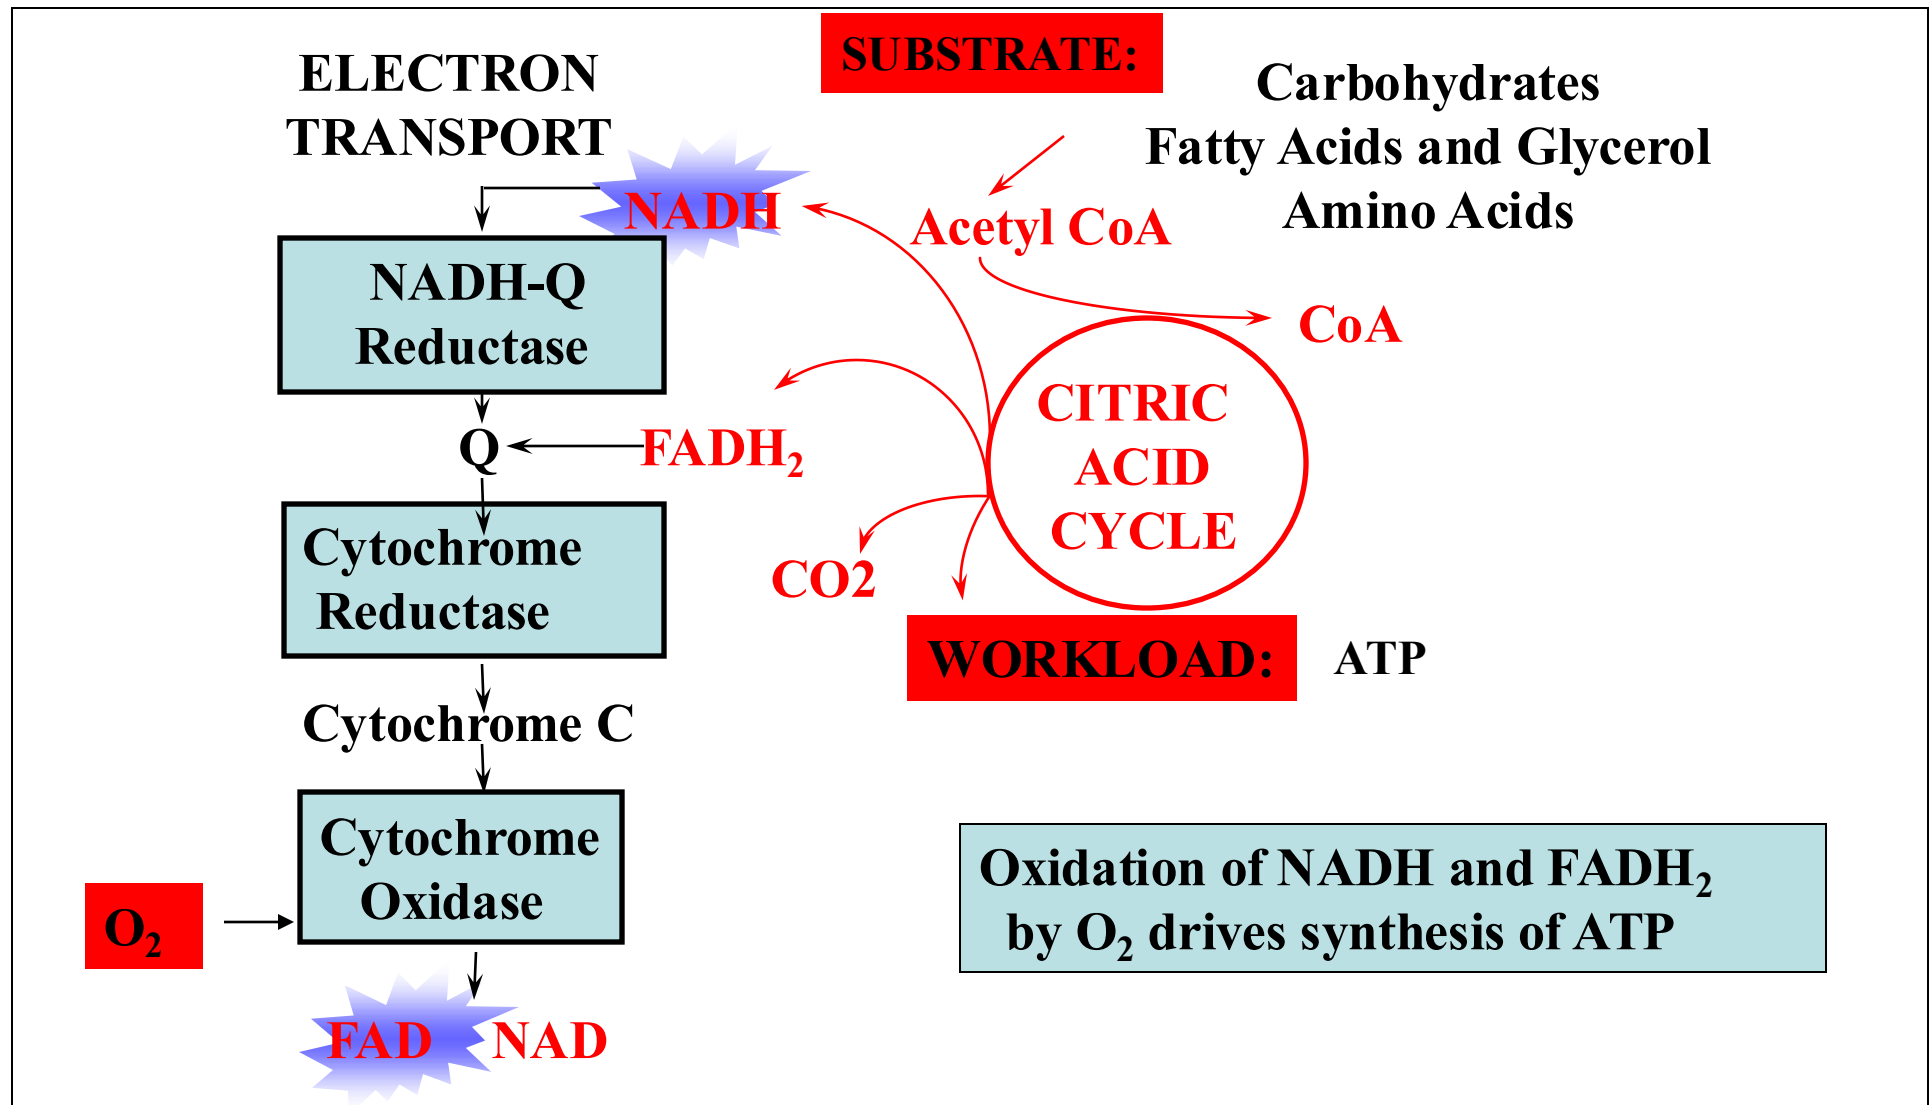 ELECTRON
TRANSPORT
SUBSTRATE:
Carbohydrates
Fatty Acids and Glycerol
Amino Acids
NADH
Acetyl CoA
CoA
NADH-Q
Reductase
CITRIC
ACID
CYCLE
Q
FADH₂
Cytochrome
Reductase
CO2
WORKLOAD:
ATP
Cytochrome C
Cytochrome
Oxidase
O₂
Oxidation of NADH and FADH₂
by O₂ drives synthesis of ATP
FAD
NAD